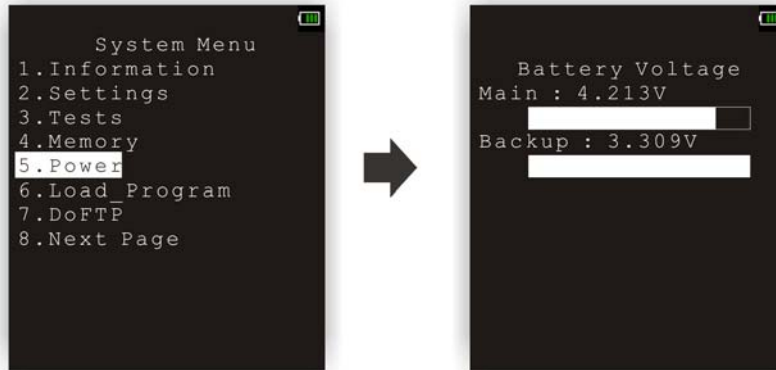 System Menu
1.Information
2.Settings
3.Tests
4.Memory
5.Power
6.Load_Program
7.DoFTP
8.Next Page
Battery Voltage
Main : 4.213V
Backup : 3.309V